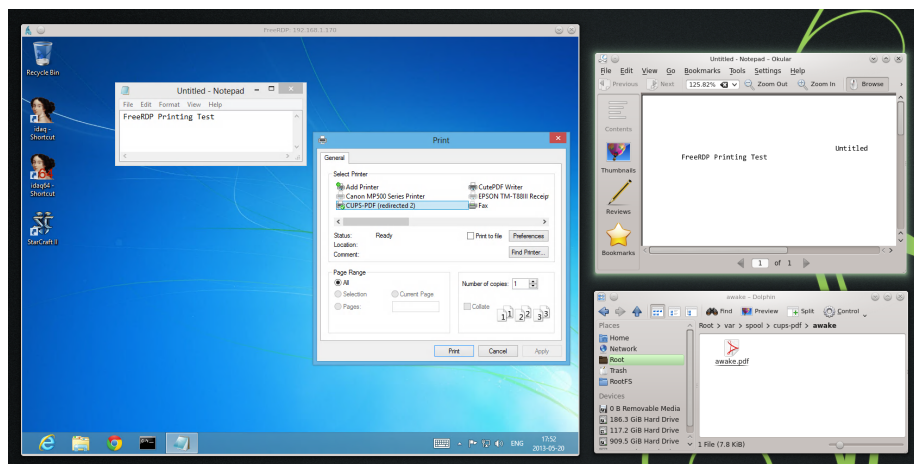 FreeRDP: 192.168.1.170
Recycle Bin
idaq -
Shortcut
idaq64 -
Shortcut
StarCraft II
Untitled - Notepad
File Edit Format View Help
FreeRDP Printing Test
Print
General
Select Printer
Add Printer
Canon MP500 Series Printer
CUPS-PDF (redirected 2)
CutePDF Writer
EPSON TM-T88III Receip
Fax
Status: Ready
Location:
Comment:
Print to file
Preferences
Find Printer...
Page Range
All
Selection
Current Page
Pages:
Number of copies: 1
Collate
1 1 2 2 3 3
Print
Cancel
Apply
ENG
17:52
2013-05-20
Untitled - Notepad – Okular
File Edit View Go Bookmarks Tools Settings Help
Previous Next 125.82% Zoom Out Zoom In Browse
Contents
Thumbnails
Reviews
Bookmarks
Untitled
FreeRDP Printing Test
1 of 1
awake – Dolphin
Find Preview Split Control
Places
Home
Network
Root
Trash
RootFS
Devices
0 B Removable Media
186.3 GiB Hard Drive
117.2 GiB Hard Drive
909.5 GiB Hard Drive
Root > var > spool > cups-pdf > awake
awake.pdf
1 File (7.8 KiB)